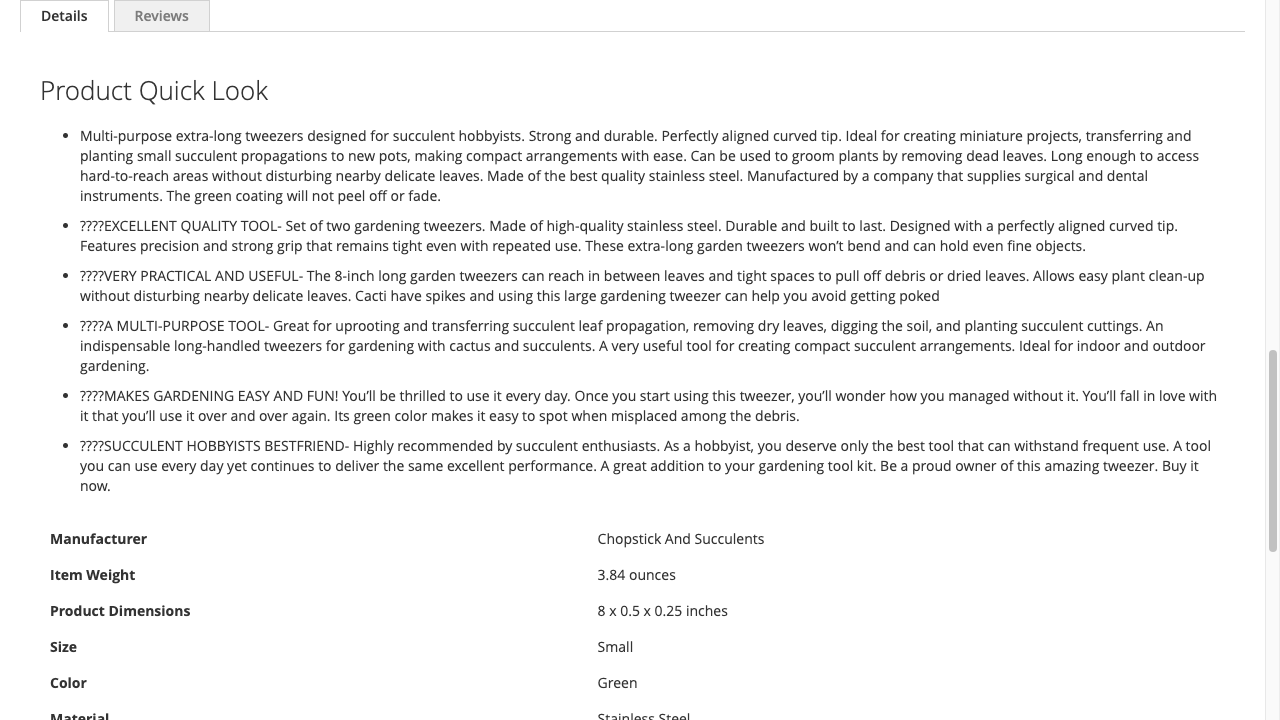 Details
Reviews
Product Quick Look
Multi-purpose extra-long tweezers designed for succulent hobbyists. Strong and durable. Perfectly aligned curved tip. Ideal for creating miniature projects, transferring and
planting small succulent propagations to new pots, making compact arrangements with ease. Can be used to groom plants by removing dead leaves. Long enough to access
hard-to-reach areas without disturbing nearby delicate leaves. Made of the best quality stainless steel. Manufactured by a company that supplies surgical and dental
instruments. The green coating will not peel off or fade.
????EXCELLENT QUALITY TOOL- Set of two gardening tweezers. Made of high-quality stainless steel. Durable and built to last. Designed with a perfectly aligned curved tip.
Features precision and strong grip that remains tight even with repeated use. These extra-long garden tweezers won’t bend and can hold even fine objects.
????VERY PRACTICAL AND USEFUL- The 8-inch long garden tweezers can reach in between leaves and tight spaces to pull off debris or dried leaves. Allows easy plant clean-up
without disturbing nearby delicate leaves. Cacti have spikes and using this large gardening tweezer can help you avoid getting poked
????A MULTI-PURPOSE TOOL- Great for uprooting and transferring succulent leaf propagation, removing dry leaves, digging the soil, and planting succulent cuttings. An
indispensable long-handled tweezers for gardening with cactus and succulents. A very useful tool for creating compact succulent arrangements. Ideal for indoor and outdoor
gardening.
????MAKES GARDENING EASY AND FUN! You’ll be thrilled to use it every day. Once you start using this tweezer, you’ll wonder how you managed without it. You’ll fall in love with
it that you’ll use it over and over again. Its green color makes it easy to spot when misplaced among the debris.
????SUCCULENT HOBBYISTS BESTFRIEND- Highly recommended by succulent enthusiasts. As a hobbyist, you deserve only the best tool that can withstand frequent use. A tool
you can use every day yet continues to deliver the same excellent performance. A great addition to your gardening tool kit. Be a proud owner of this amazing tweezer. Buy it
now.
Manufacturer Chopstick And Succulents
Item Weight 3.84 ounces
Product Dimensions 8 x 0.5 x 0.25 inches
Size Small
Color Green
Material Stainless Steel